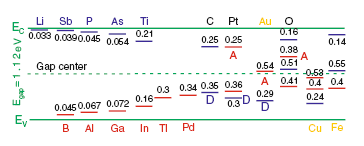 Li Sb P As Ti C Pt Au O
E_C
0.033 0.039 0.045 0.054 0.21 0.25 0.25 0.16 0.14
A 0.38 A
0.51
Gap center
0.54 0.53 0.55
A
E_gap = 1.12 eV
0.41 0.4 0.4
0.045 0.067 0.072 0.16 0.3 0.34 0.35 0.36 0.29 0.24
D 0.3 D D
E_V
B Al Ga In Tl Pd Cu Fe